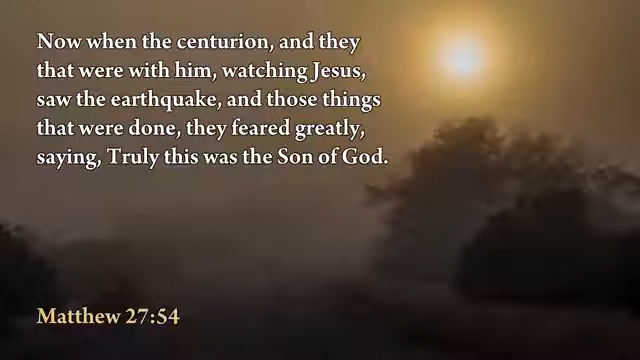 Now when the centurion, and they
that were with him, watching Jesus,
saw the earthquake, and those things
that were done, they feared greatly,
saying, Truly this was the Son of God.
Matthew 27:54